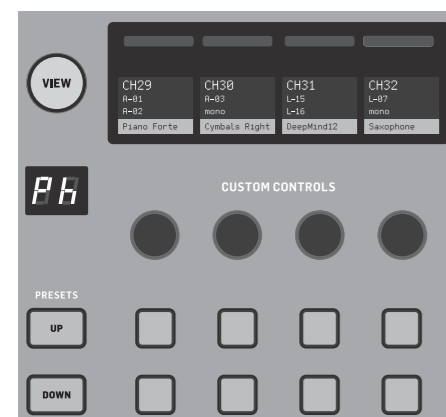 VIEW
CH29 CH30 CH31 CH32
A-01 A-03 L-15 L-07
A-02 mono L-16 mono
Piano Forte Cymbals Right DeepMind12 Saxophone
Ph
CUSTOM CONTROLS
PRESETS
UP
DOWN